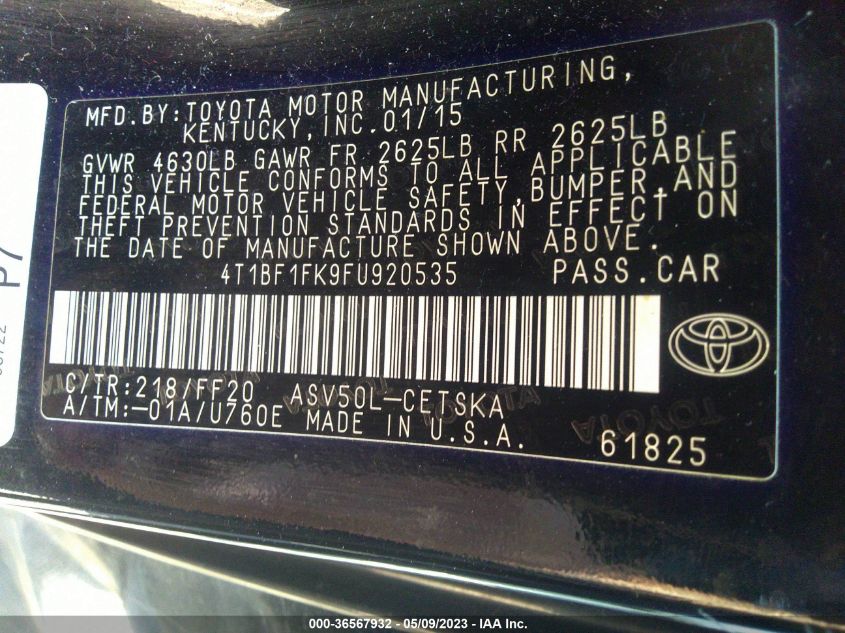 MFD.BY:TOYOTA MOTOR MANUFACTURING,
KENTUCKY,INC.01/15
GVWR 4630LB GAWR FR 2625LB RR 2625LB
THIS VEHICLE CONFORMS TO ALL APPLICABLE
FEDERAL MOTOR VEHICLE SAFETY,BUMPER,AND
THEFT PREVENTION STANDARDS IN EFFECT ON
THE DATE OF MANUFACTURE SHOWN ABOVE.
4T1BF1FK9FU920535 PASS.CAR
C/TR:218/FF20 ASV50L-CETSKA
A/TM:-01A/U760E MADE IN U.S.A.
61825
P7
000-36567932 - 05/09/2023 - IAA Inc.